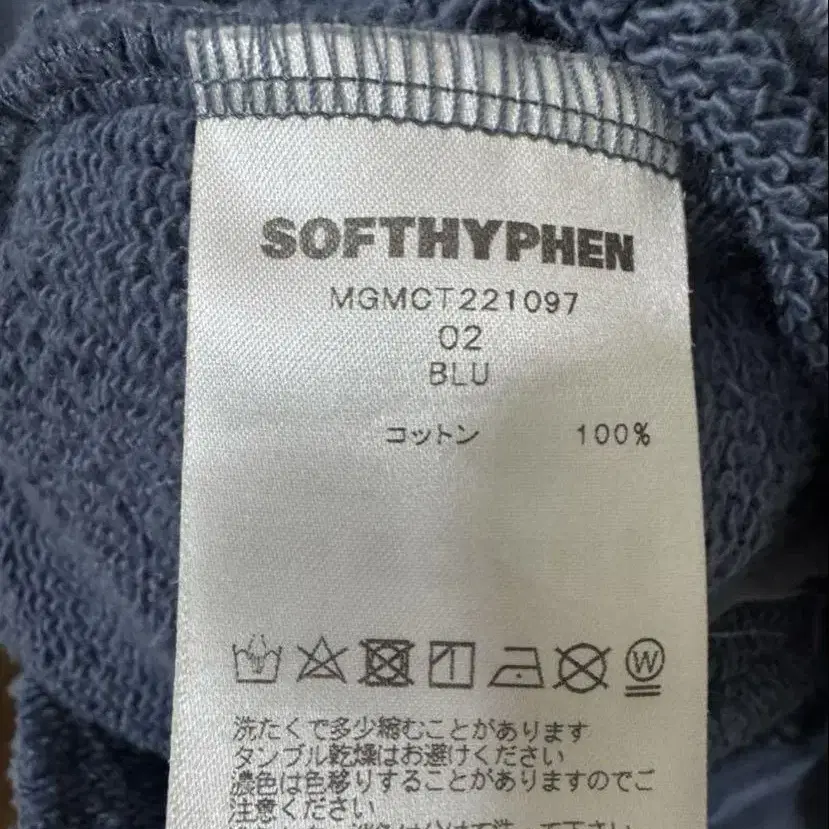 SOFTHYPHEN
MGMCT221097
02
BLU
コットン 100%
W
洗たくで多少縮むことがあります
タンブル乾燥はお避けください
濃色は色移りすることがありますのでご
注意ください